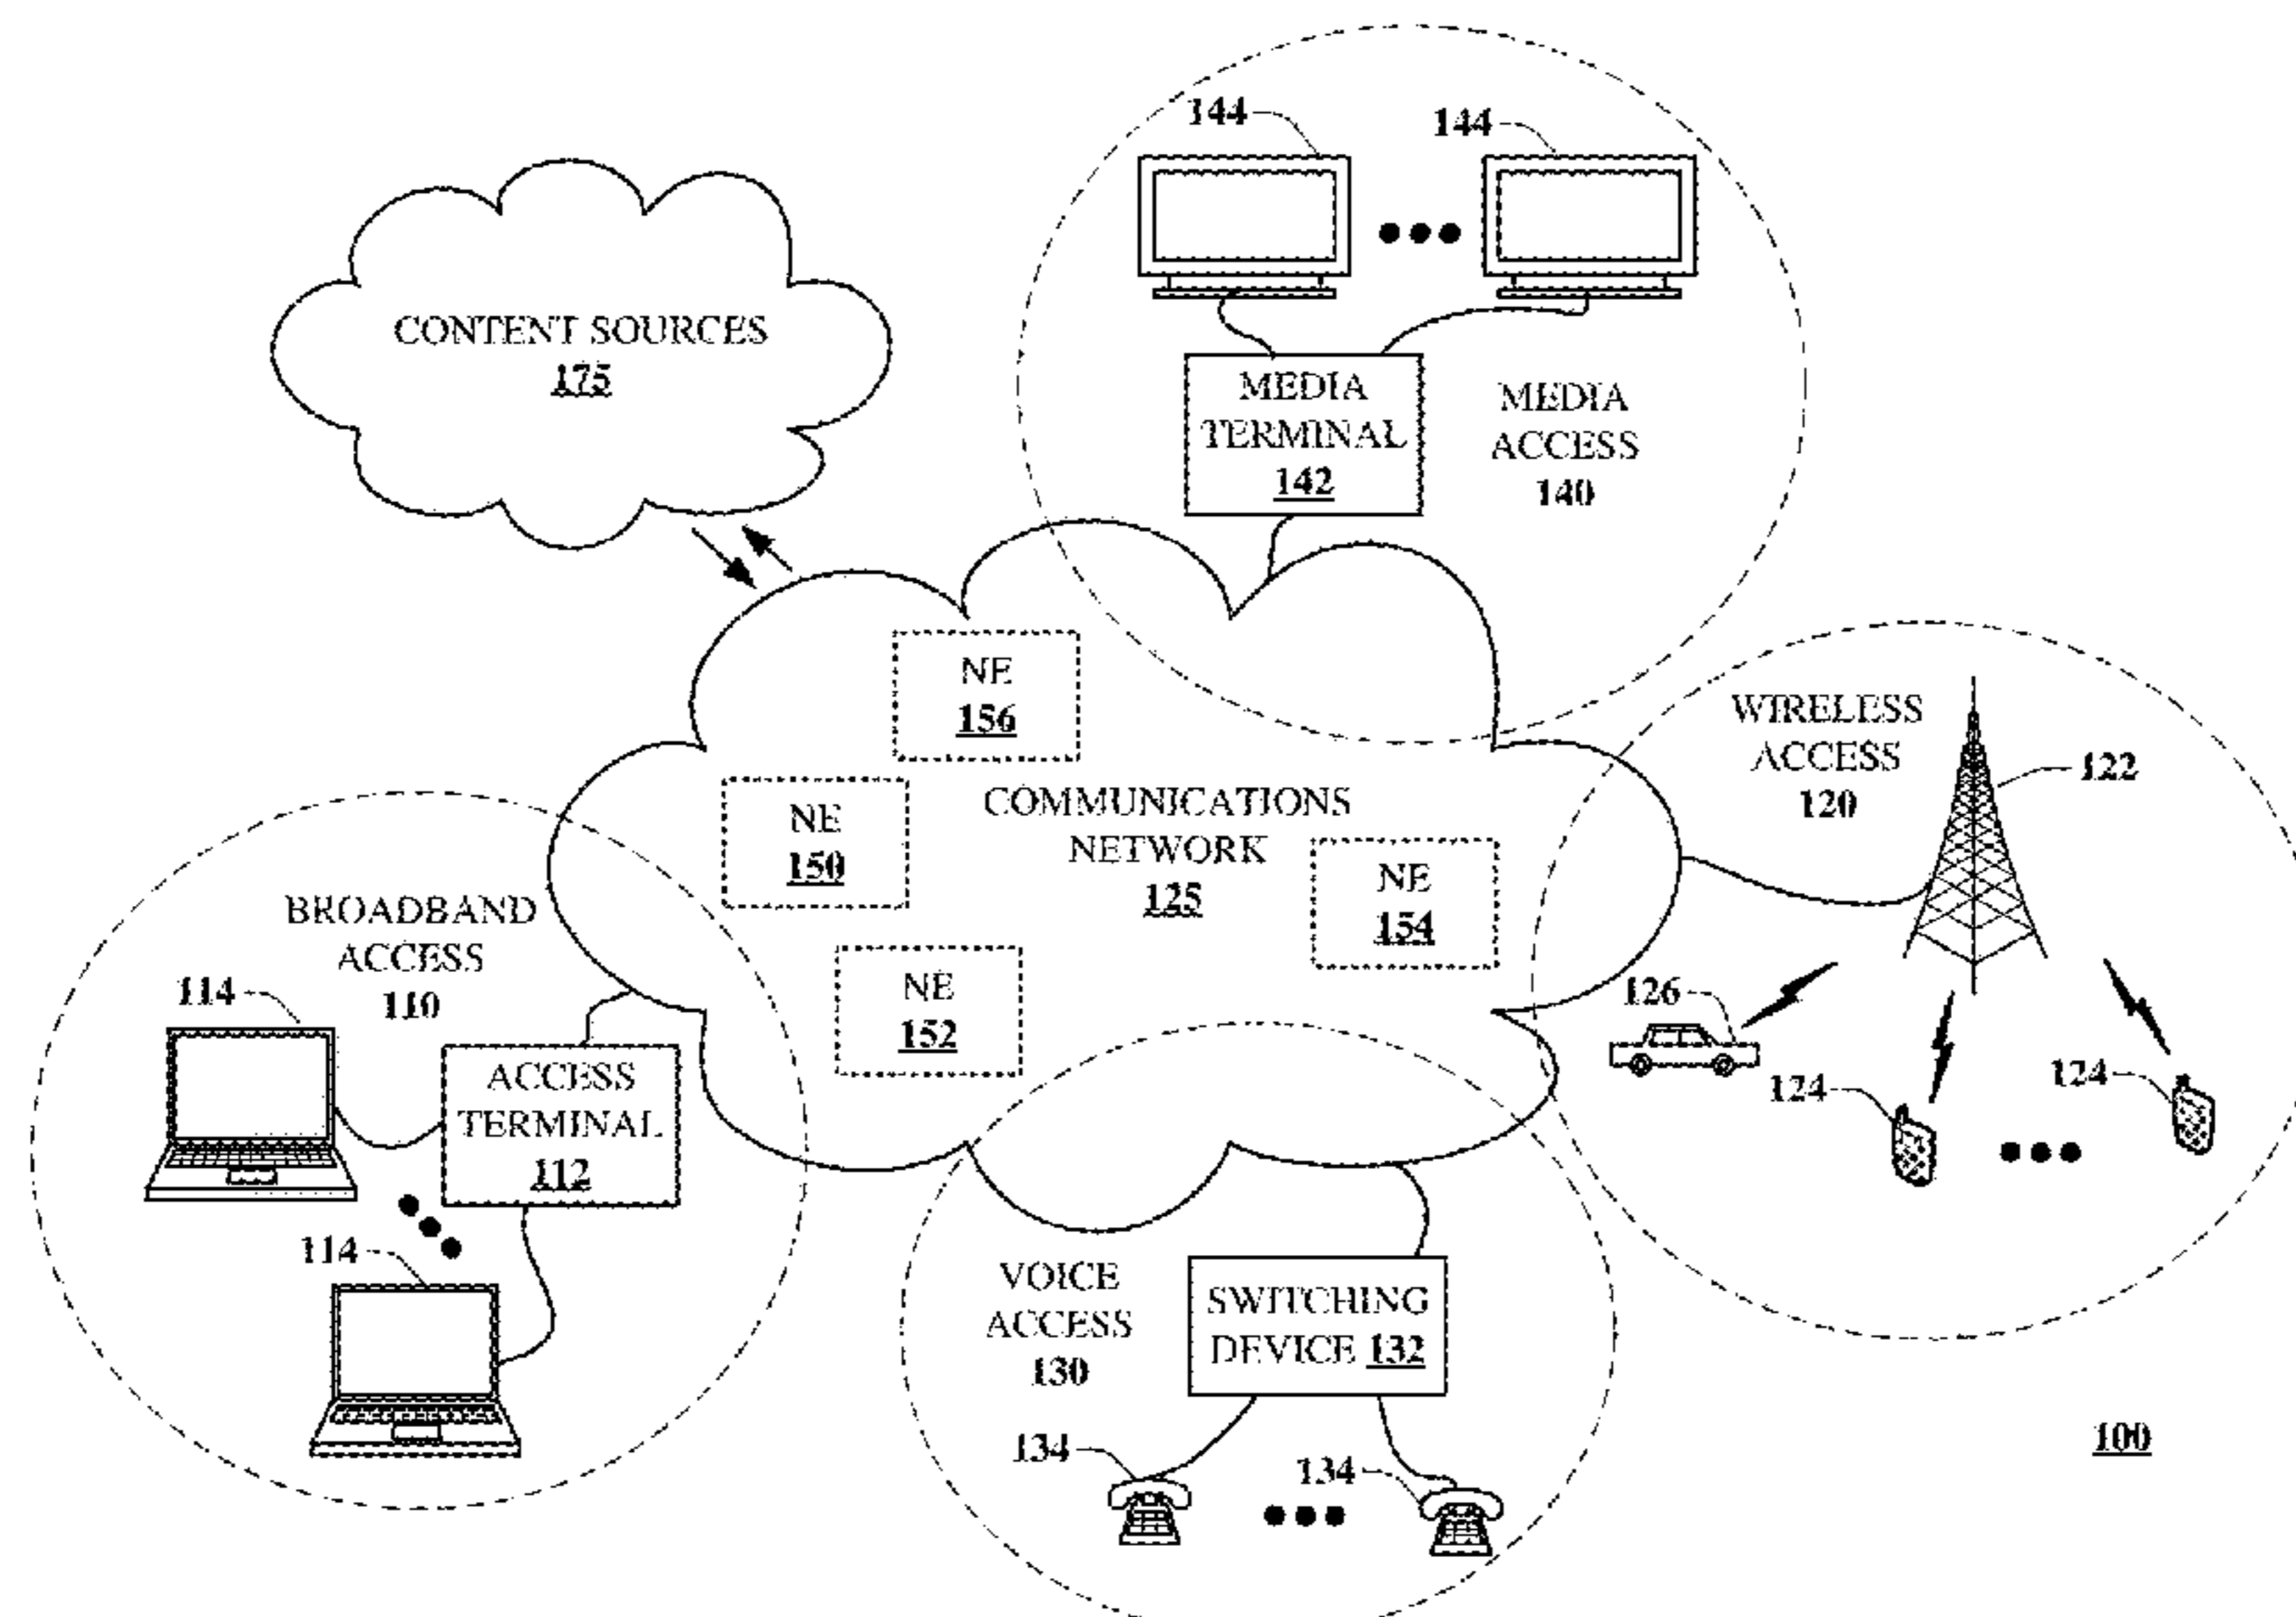 144
144
CONTENT SOURCES
175
MEDIA
TERMINAL
142
MEDIA
ACCESS
140
NE
156
WIRELESS
ACCESS
120
122
NE
150
COMMUNICATIONS
NETWORK
125
NE
154
BROADBAND
ACCESS
110
114
NE
152
126
124
124
ACCESS
TERMINAL
112
114
VOICE
ACCESS
130
SWITCHING
DEVICE 132
134
134
100